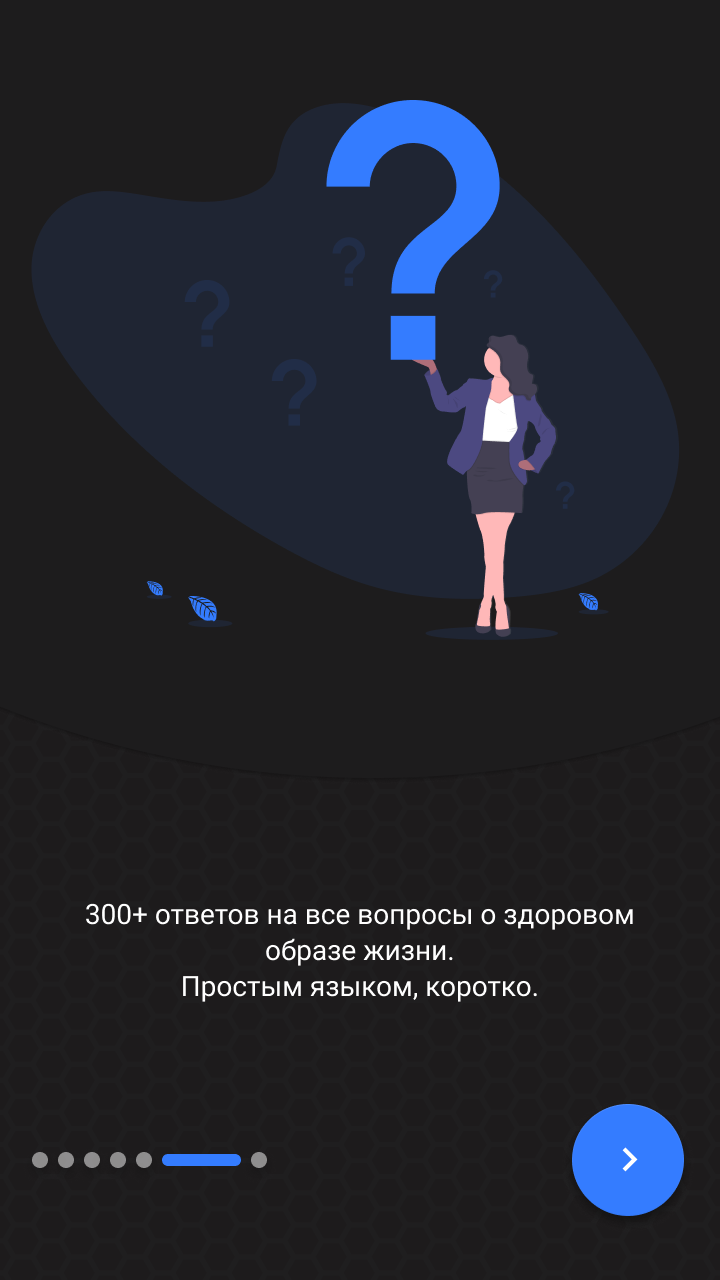 300+ ответов на все вопросы о здоровом
образе жизни.
Простым языком, коротко.